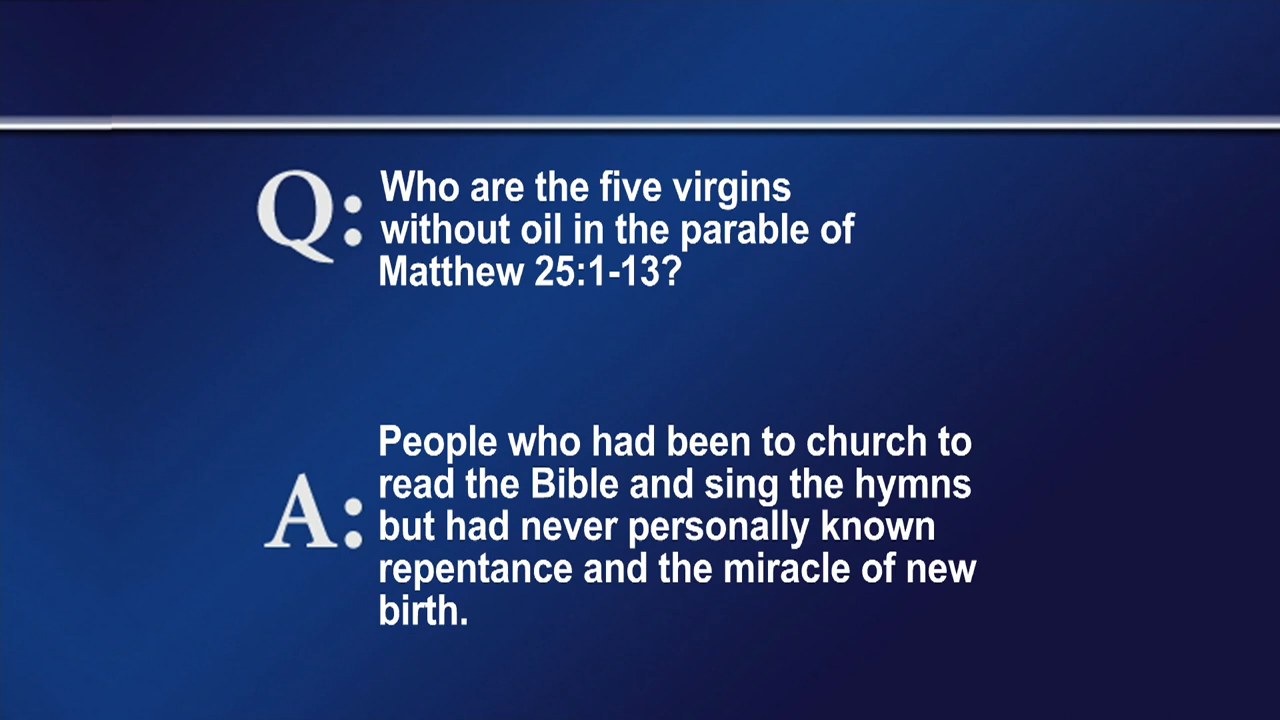 Q: Who are the five virgins
without oil in the parable of
Matthew 25:1-13?
A: People who had been to church to
read the Bible and sing the hymns
but had never personally known
repentance and the miracle of new
birth.